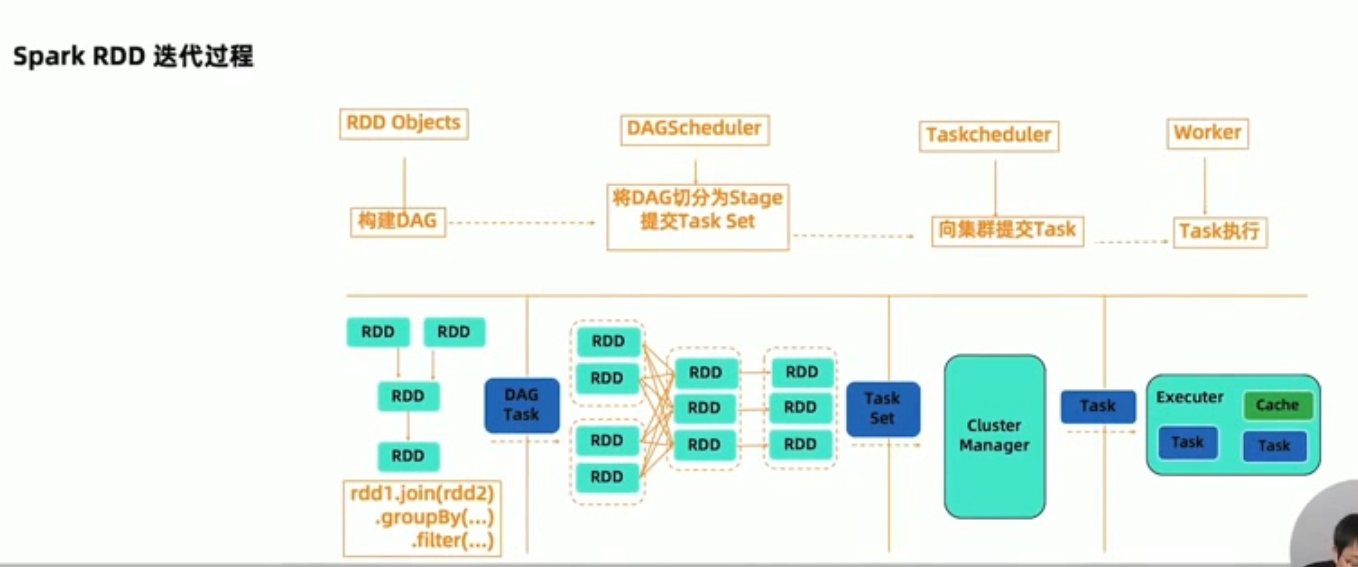 Spark RDD 迭代过程
RDD Objects
DAGScheduler
Taskcheduler
Worker
构建DAG
将DAG切分为Stage
提交Task Set
向集群提交Task
Task执行
RDD
RDD
RDD
RDD
rdd1.join(rdd2)
.groupBy(...)
.filter(...)
DAG
Task
RDD
RDD
RDD
RDD
RDD
RDD
RDD
RDD
RDD
RDD
Task
Set
Cluster
Manager
Task
Executer
Cache
Task
Task